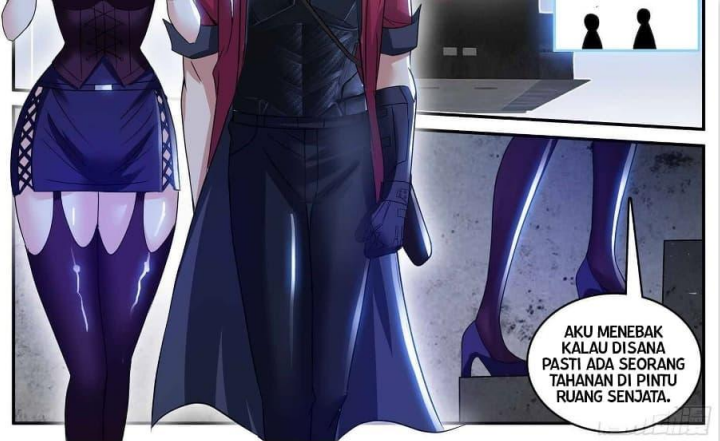 AKU MENEBAK
KALAU DISANA
PASTI ADA SEORANG
TAHANAN DI PINTU
RUANG SENJATA.